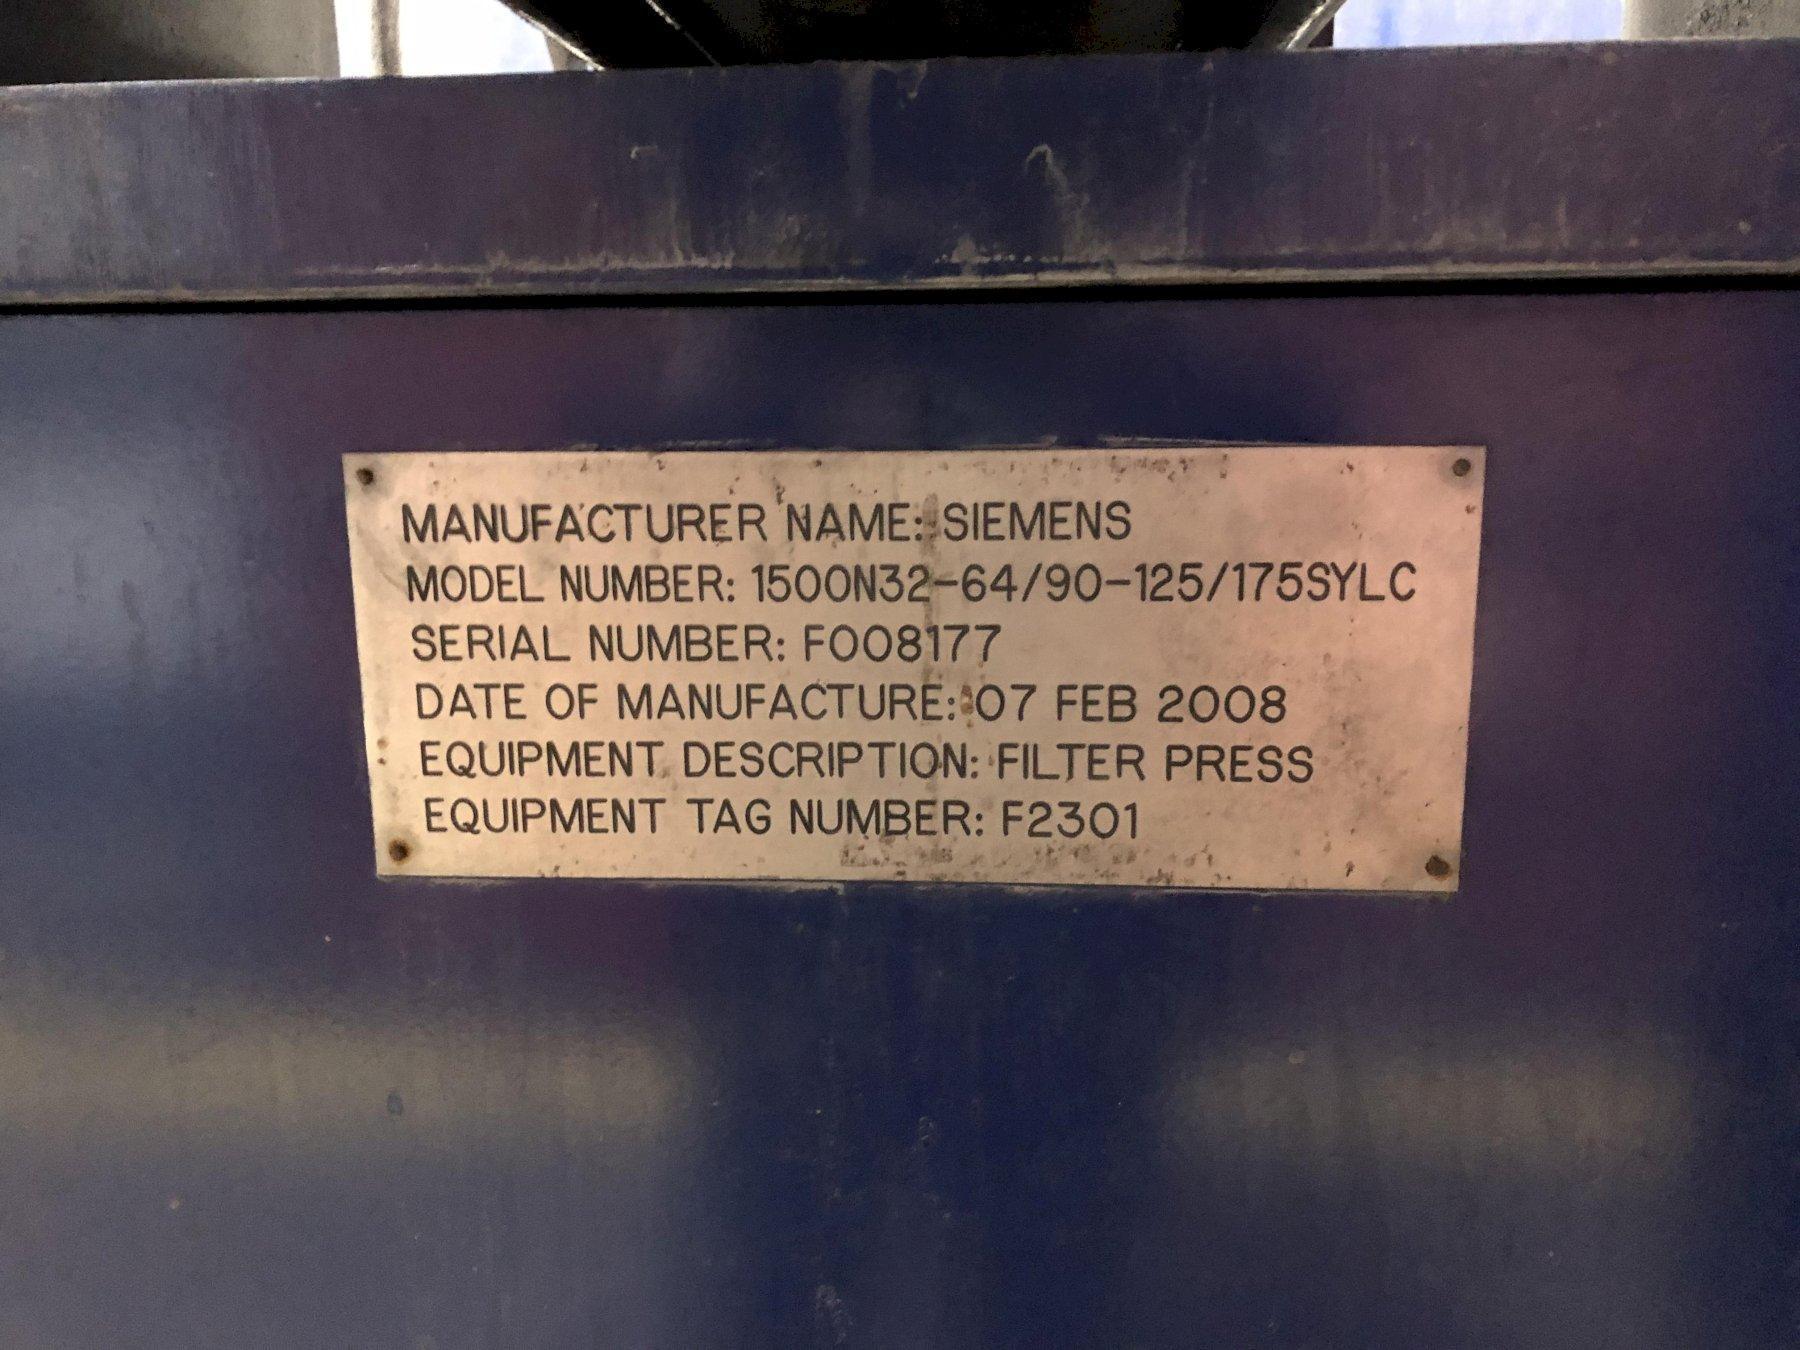 MANUFACTURER NAME: SIEMENS
MODEL NUMBER: 1500N32-64/90-125/175SYLC
SERIAL NUMBER: F008177
DATE OF MANUFACTURE: 07 FEB 2008
EQUIPMENT DESCRIPTION: FILTER PRESS
EQUIPMENT TAG NUMBER: F2301